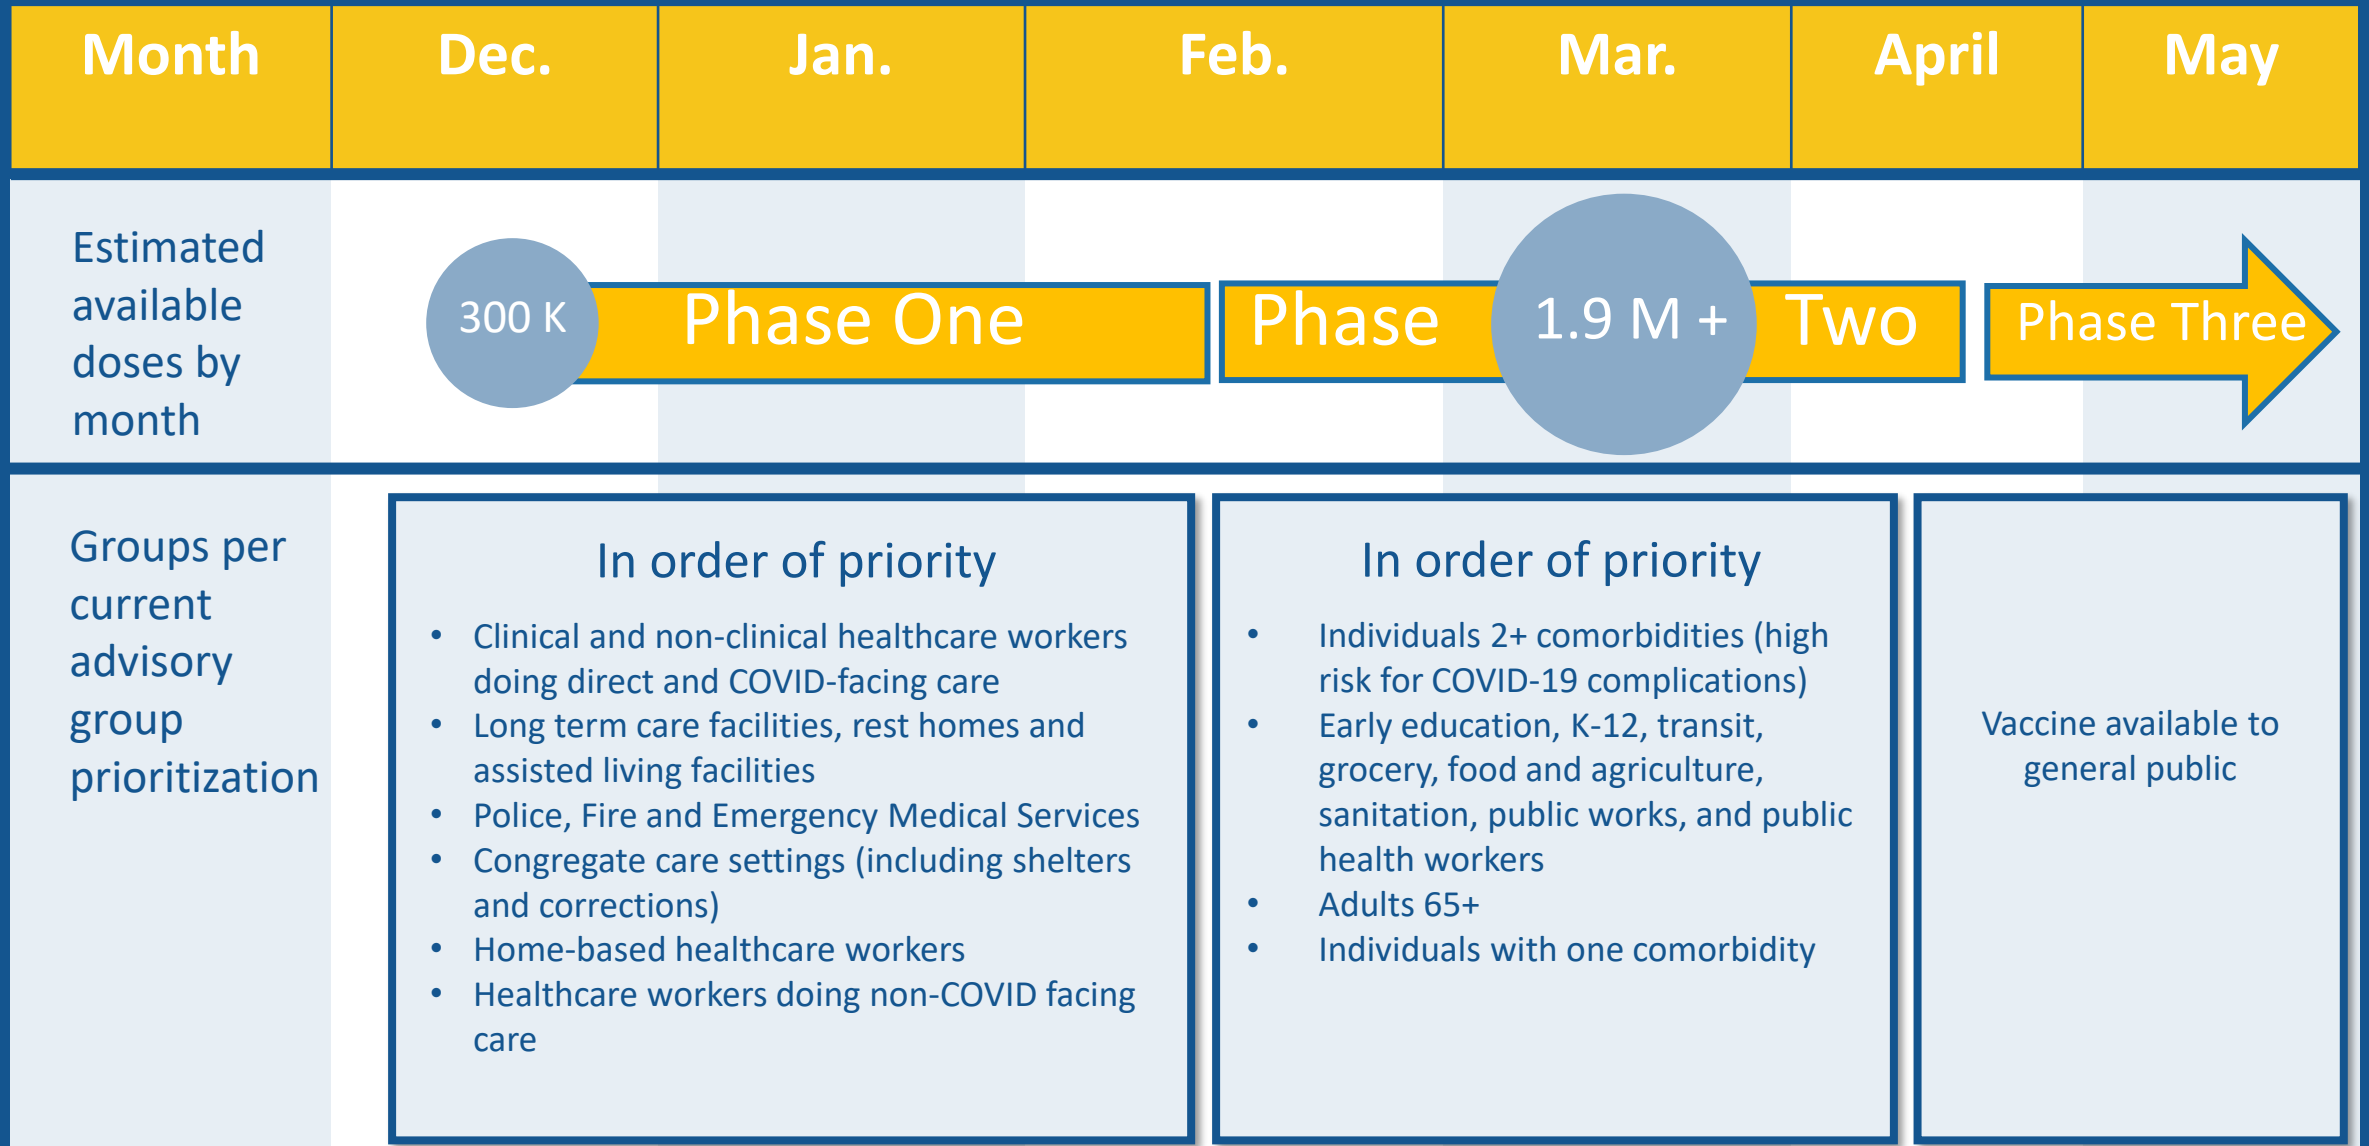 Month Dec. Jan. Feb. Mar. April May
Estimated
available
doses by
month
300 K Phase One Phase 1.9 M + Two Phase Three
Groups per
current
advisory
group
prioritization
In order of priority
• Clinical and non-clinical healthcare workers
doing direct and COVID-facing care
• Long term care facilities, rest homes and
assisted living facilities
• Police, Fire and Emergency Medical Services
• Congregate care settings (including shelters
and corrections)
• Home-based healthcare workers
• Healthcare workers doing non-COVID facing
care
In order of priority
• Individuals 2+ comorbidities (high
risk for COVID-19 complications)
• Early education, K-12, transit,
grocery, food and agriculture,
sanitation, public works, and public
health workers
• Adults 65+
• Individuals with one comorbidity
Vaccine available to
general public